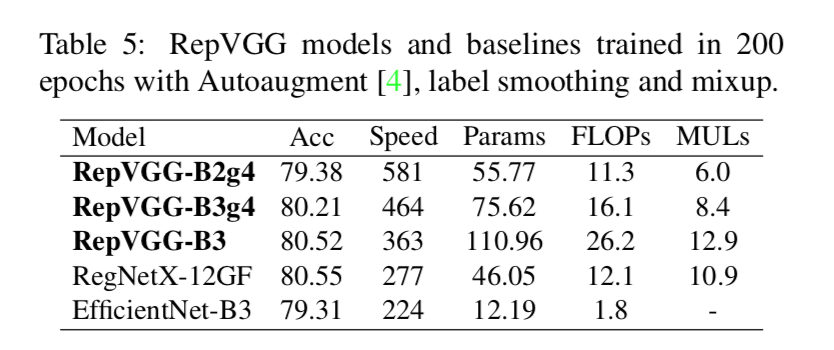 Table 5: RepVGG models and baselines trained in 200
epochs with Autoaugment [4], label smoothing and mixup.
Model Acc Speed Params FLOPs MULs
RepVGG-B2g4 79.38 581 55.77 11.3 6.0
RepVGG-B3g4 80.21 464 75.62 16.1 8.4
RepVGG-B3 80.52 363 110.96 26.2 12.9
RegNetX-12GF 80.55 277 46.05 12.1 10.9
EfficientNet-B3 79.31 224 12.19 1.8 -